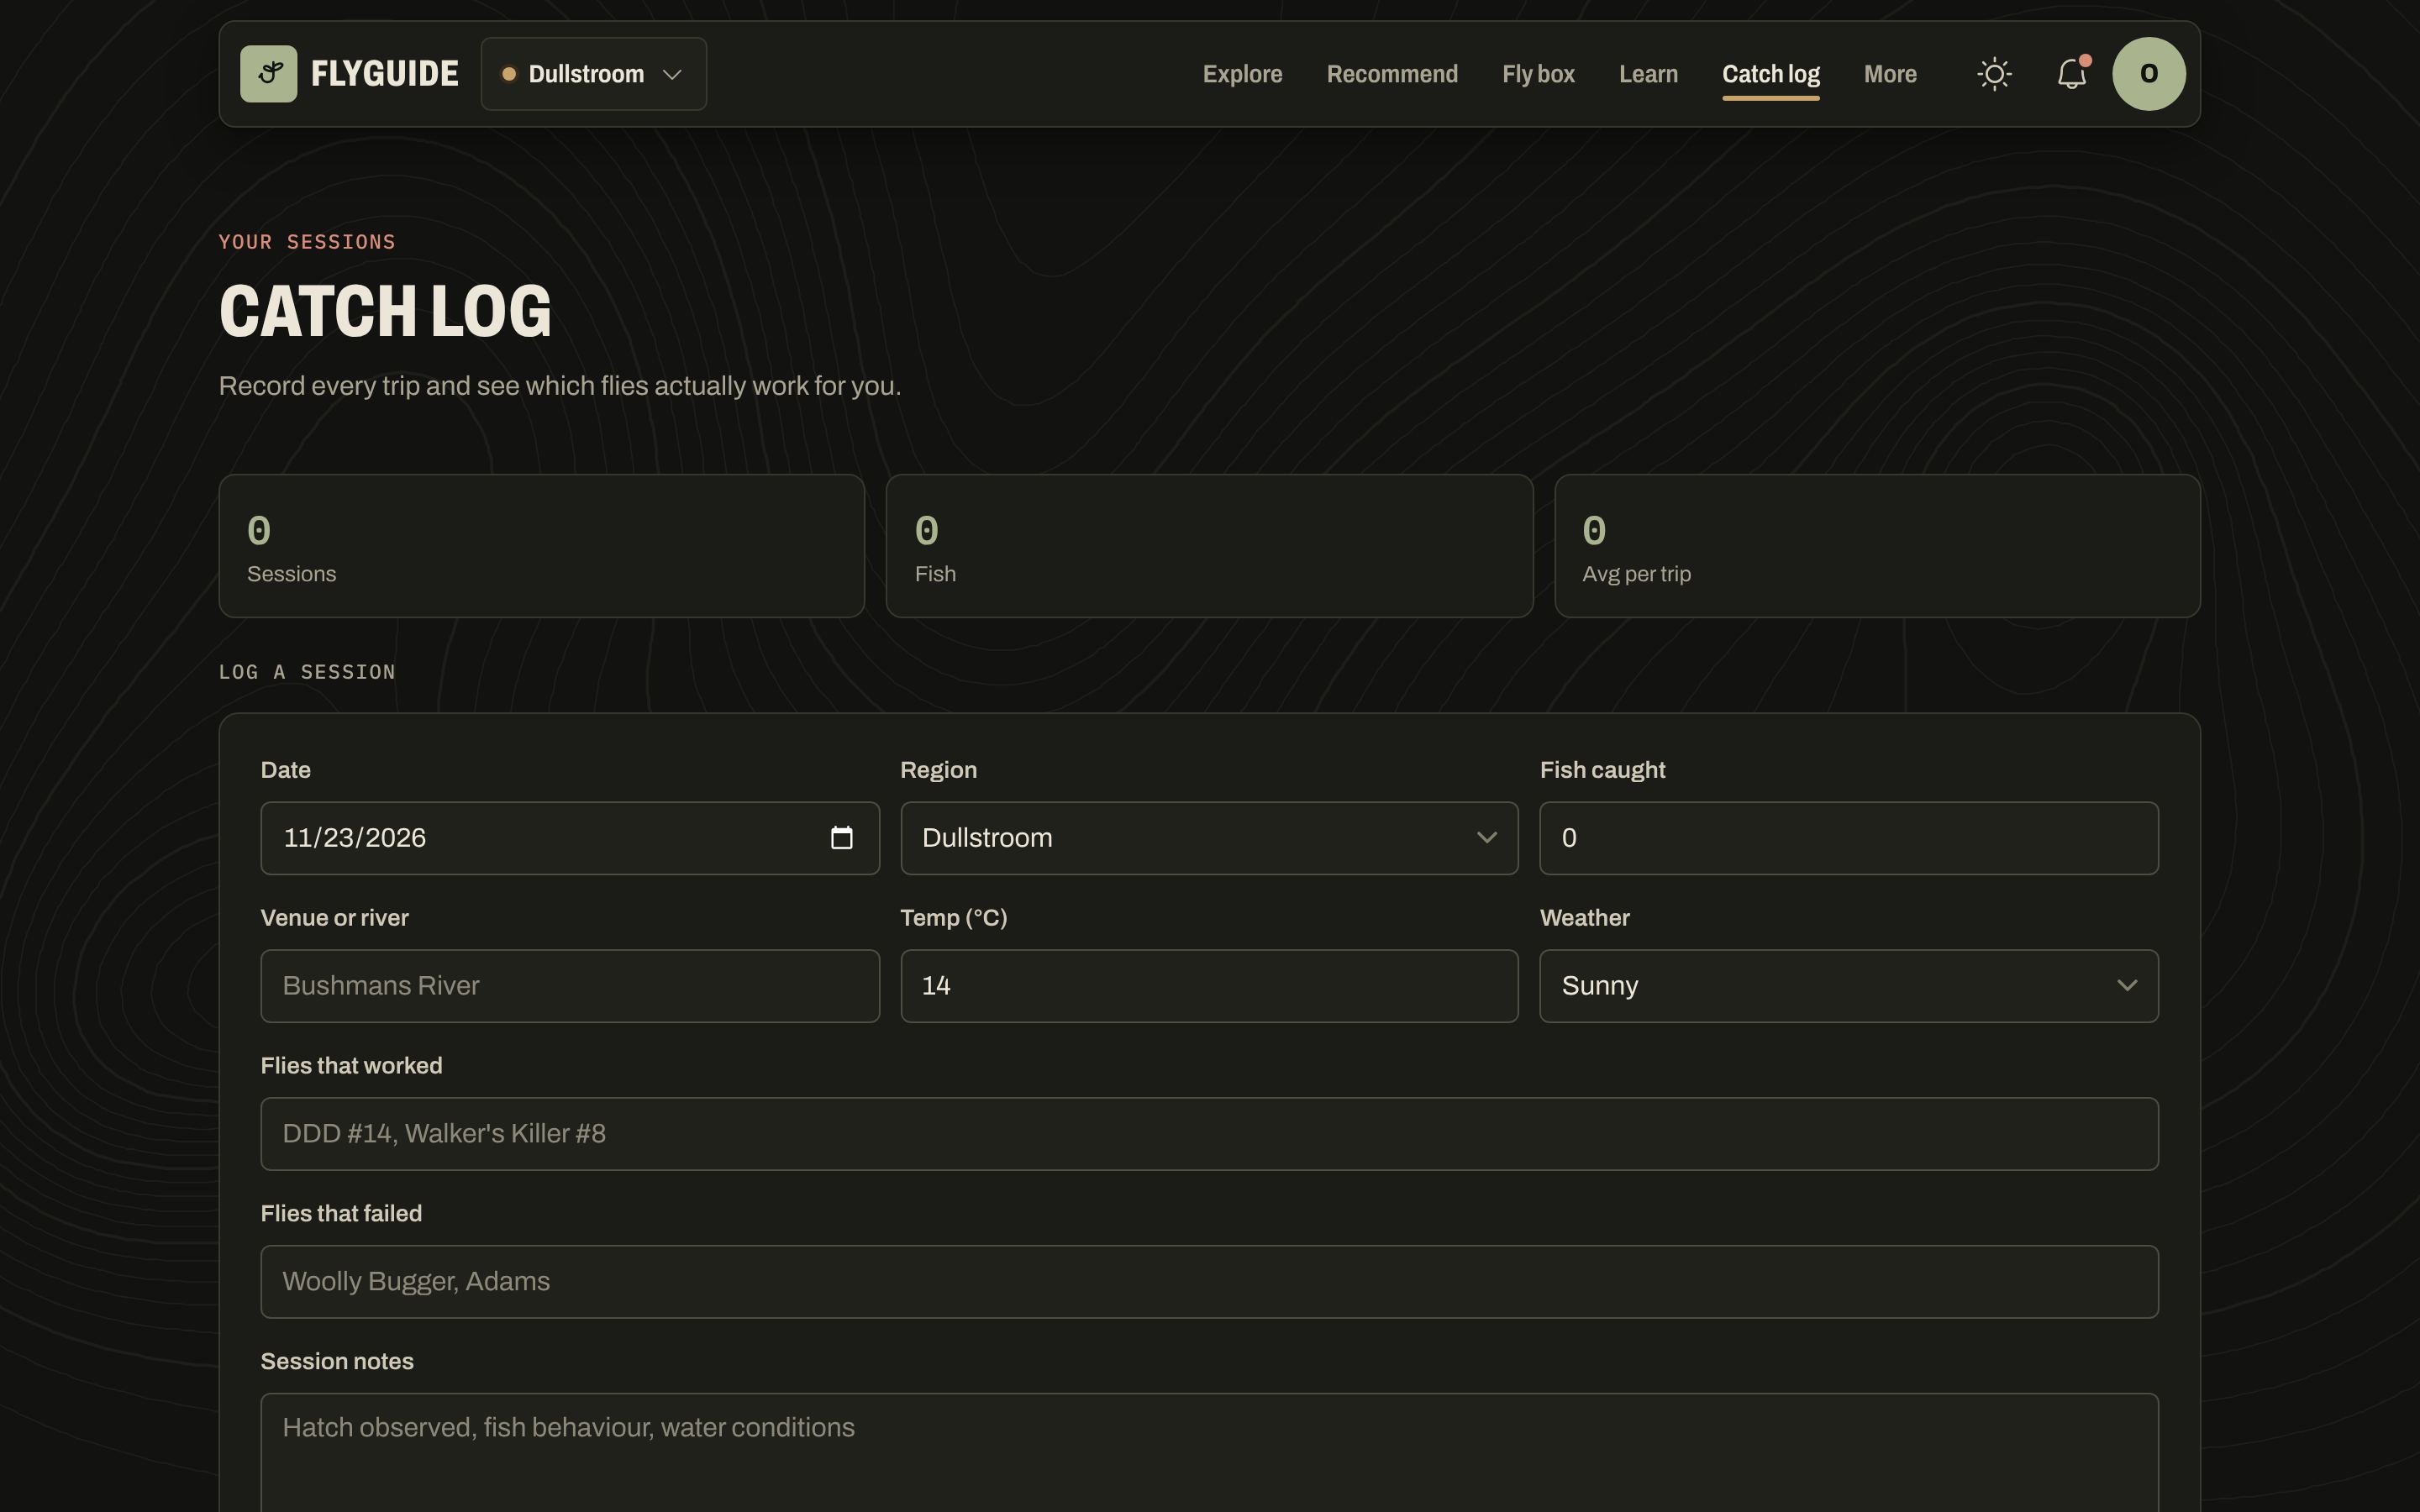 FLYGUIDE
Dullstroom
Explore
Recommend
Fly box
Learn
Catch log
More
O
YOUR SESSIONS
CATCH LOG
Record every trip and see which flies actually work for you.
0
Sessions
0
Fish
0
Avg per trip
LOG A SESSION
Date
Region
Fish caught
11/23/2026
Dullstroom
0
Venue or river
Temp (°C)
Weather
Bushmans River
14
Sunny
Flies that worked
DDD #14, Walker's Killer #8
Flies that failed
Woolly Bugger, Adams
Session notes
Hatch observed, fish behaviour, water conditions